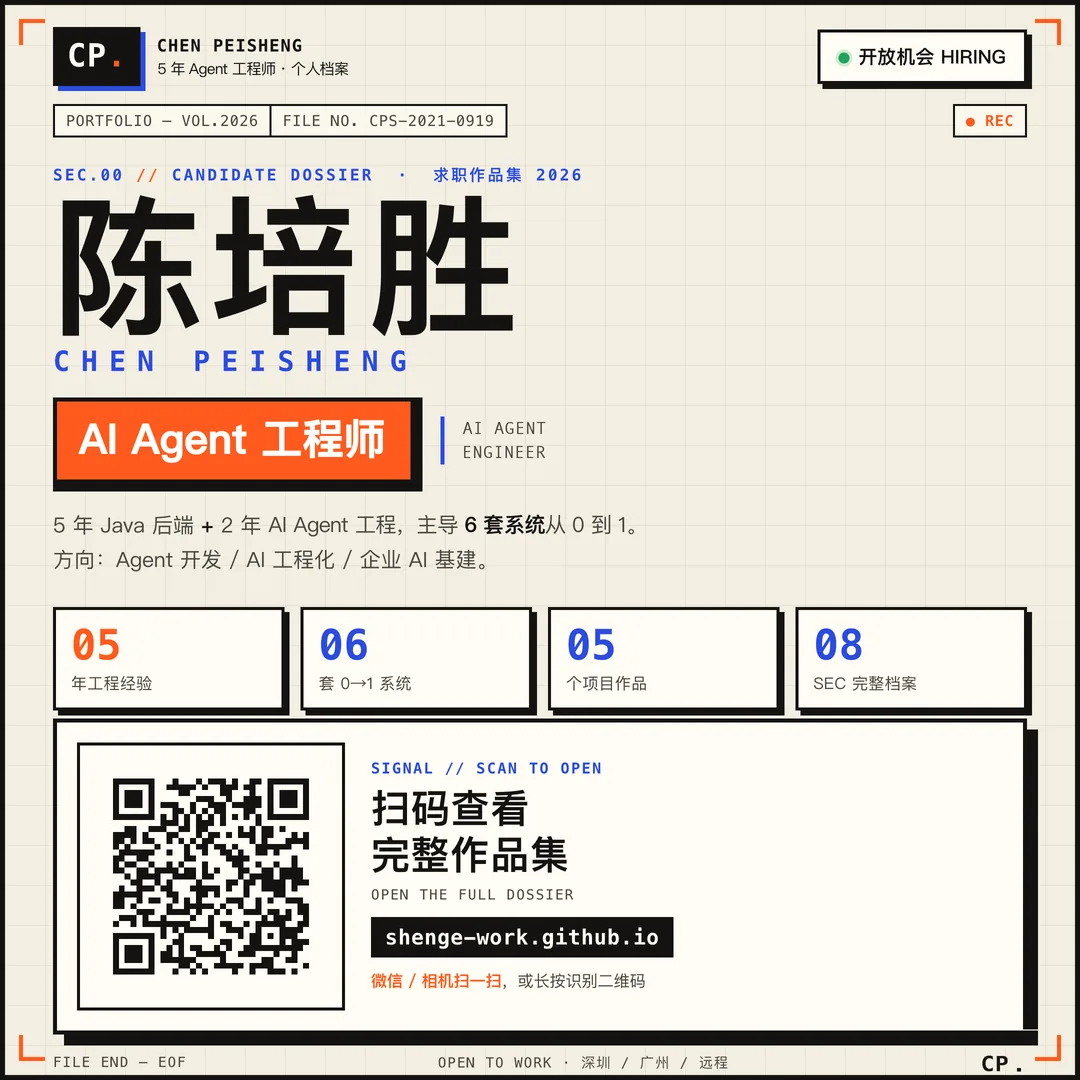 CP.
CHEN PEISHENG
5 年 Agent 工程师 · 个人档案
开放机会 HIRING
PORTFOLIO — VOL.2026
FILE NO. CPS-2021-0919
REC
SEC.00 // CANDIDATE DOSSIER · 求职作品集 2026
陈培胜
CHEN PEISHENG
AI Agent 工程师
AI AGENT
ENGINEER
5 年 Java 后端 + 2 年 AI Agent 工程，主导 6 套系统从 0 到 1。
方向：Agent 开发 / AI 工程化 / 企业 AI 基建。
05
年工程经验
06
套 0→1 系统
05
个项目作品
08
SEC 完整档案
SIGNAL // SCAN TO OPEN
扫码查看
完整作品集
OPEN THE FULL DOSSIER
shenge-work.github.io
微信 / 相机扫一扫，或长按识别二维码
FILE END — EOF
OPEN TO WORK · 深圳 / 广州 / 远程
CP.